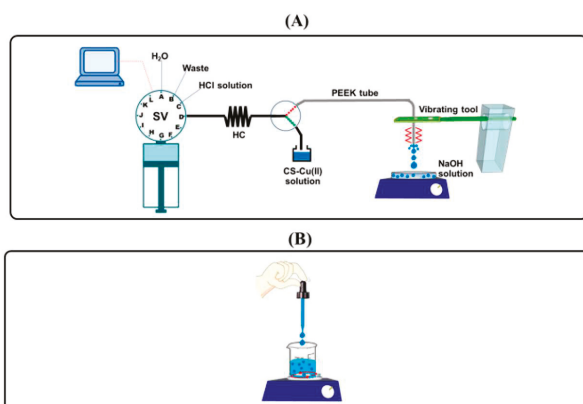 (A)
H₂O
Waste
HCl solution
A
B
C
D
E
F
G
H
I
J
K
L
SV
HC
PEEK tube
Vibrating tool
CS-Cu(II)
solution
NaOH
solution
(B)